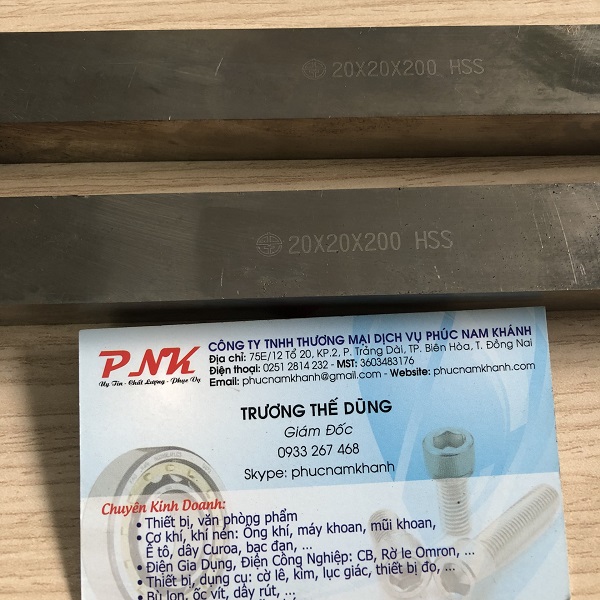 20X20X200 HSS
20X20X200 HSS
PNK
Uy Tín - Chất Lượng - Phục Vụ
CÔNG TY TNHH THƯƠNG MẠI DỊCH VỤ PHÚC NAM KHÁNH
Địa chỉ: 75E/12 Tổ 20, KP.2, P. Trảng Dài, TP. Biên Hòa, T. Đồng Nai
Điện thoại: 0251 2814 232 - MST: 3603483176
Email: phucnamkhanh@gmail.com - Website: phucnamkhanh.com
TRƯƠNG THẾ DŨNG
Giám Đốc
0933 267 468
Skype: phucnamkhanh
Chuyên Kinh Doanh:
• Thiết bị, văn phòng phẩm
• Cơ khí, khí nén: Ống khí, máy khoan, mũi khoan,
Ê tô, dây Curoa, bạc đạn, ...
• Điện Gia Dụng, Điện Công Nghiệp: CB, Rờ le Omron, ...
• Thiết bị, dụng cụ: cờ lê, kìm, lục giác, thiết bị đo, ...
• Bù lon, ốc vít, dây rút, ...